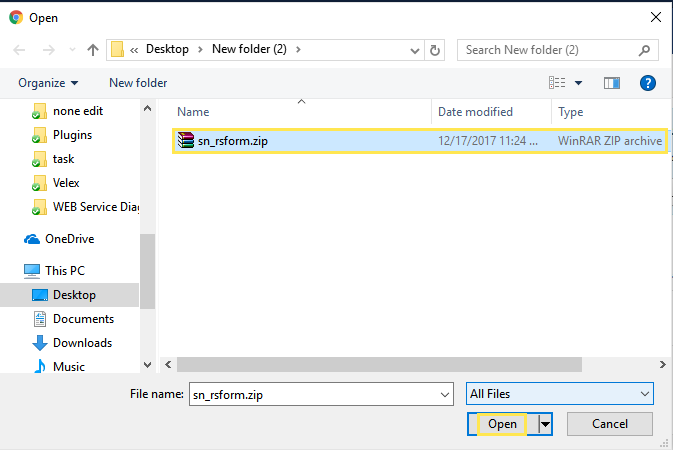 Open
Desktop > New folder (2) >
Search New folder (2)
Organize
New folder
?
none edit
Plugins
task
Velex
WEB Service Diag
OneDrive
This PC
Desktop
Documents
Downloads
Music
Name
Date modified
Type
sn_rsform.zip
12/17/2017 11:24 ...
WinRAR ZIP archive
File name:
sn_rsform.zip
All Files
Open
Cancel